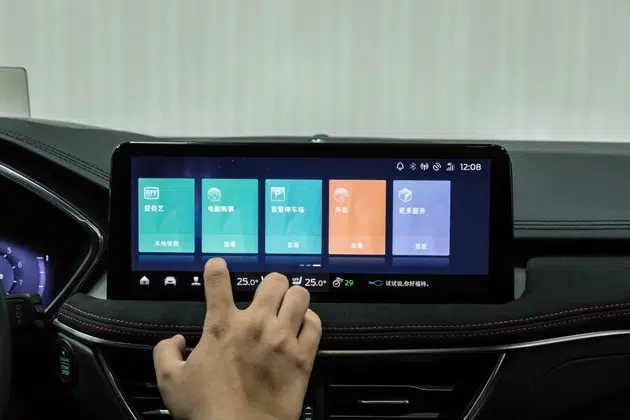 12:08
爱奇艺
电影购票
智慧停车场
外卖
更多服务
本地视频
查看
查看
查看
查看
25.0°
25.0°
29
试试说,你好福特。